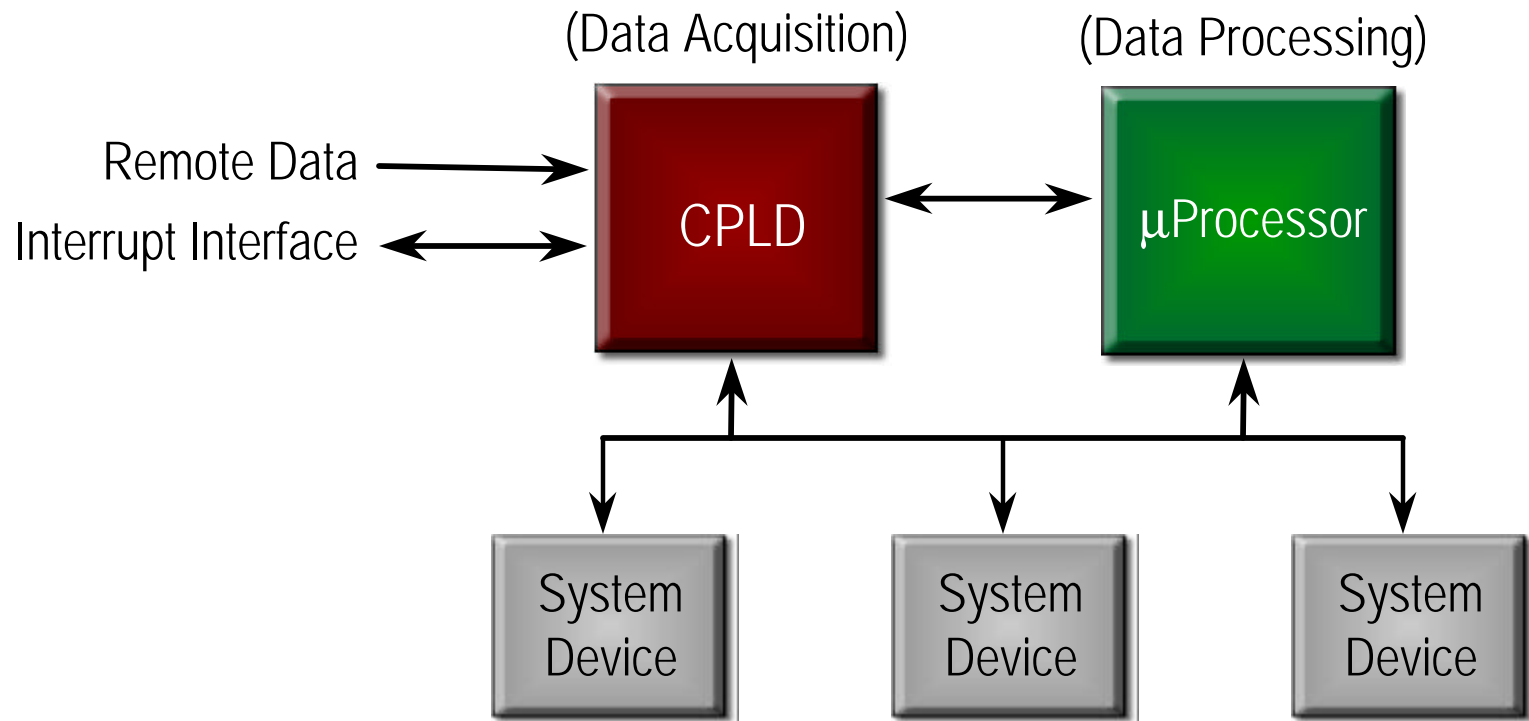 (Data Acquisition)
(Data Processing)
Remote Data
Interrupt Interface
CPLD
μProcessor
System
Device
System
Device
System
Device